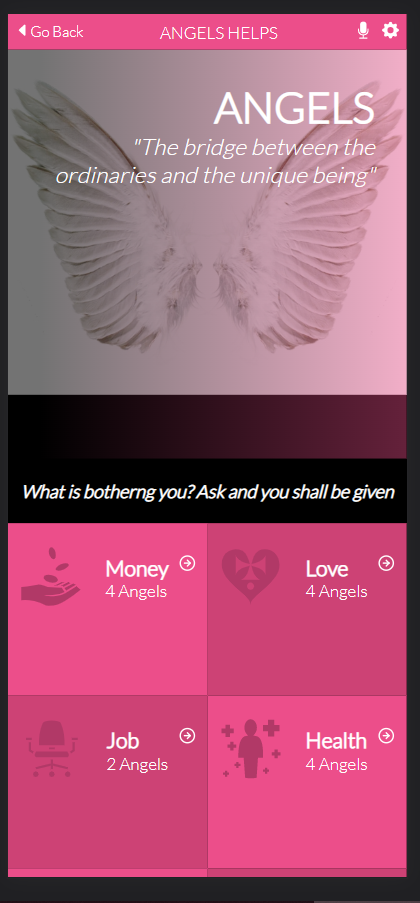 Go Back
ANGELS HELPS
ANGELS
"The bridge between the
ordinaries and the unique being"
What is botherng you? Ask and you shall be given
Money
4 Angels
Love
4 Angels
Job
2 Angels
Health
4 Angels